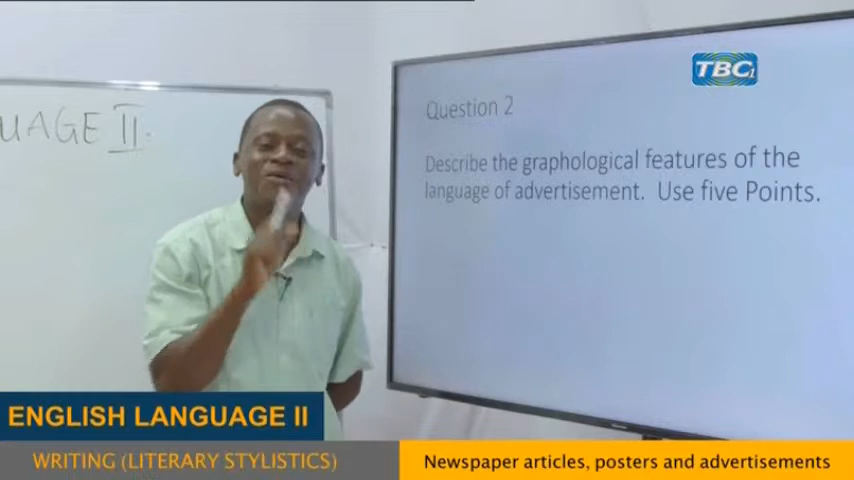 UAGE II.
TBC1
Question 2
Describe the graphological features of the
language of advertisement. Use five Points.
ENGLISH LANGUAGE II
WRITING (LITERARY STYLISTICS)
Newspaper articles, posters and advertisements